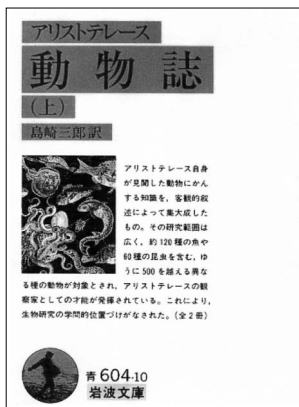 アリストテレース
動物誌
(上)
島崎三郎訳
アリストテレース自身
が見聞した動物にかん
する知識を、客観的叙
述によって集大成した
もの。その研究範囲は
広く、約120種の魚や
60種の昆虫を含む、ゆ
うに500を越える異な
る種の動物が対象とされ、アリストテレースの観
察家としての才能が発揮されている。これにより、
生物研究の学問的位置づけがなされた。(全2冊)
青 604-10
岩波文庫